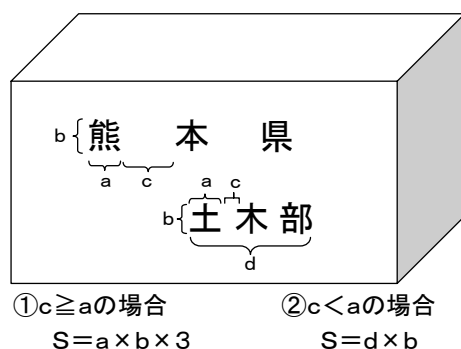 b 熊 本 県
a c
a c
b 土 木 部
d
①c≧aの場合 ②c<aの場合
S=a×b×3 S=d×b